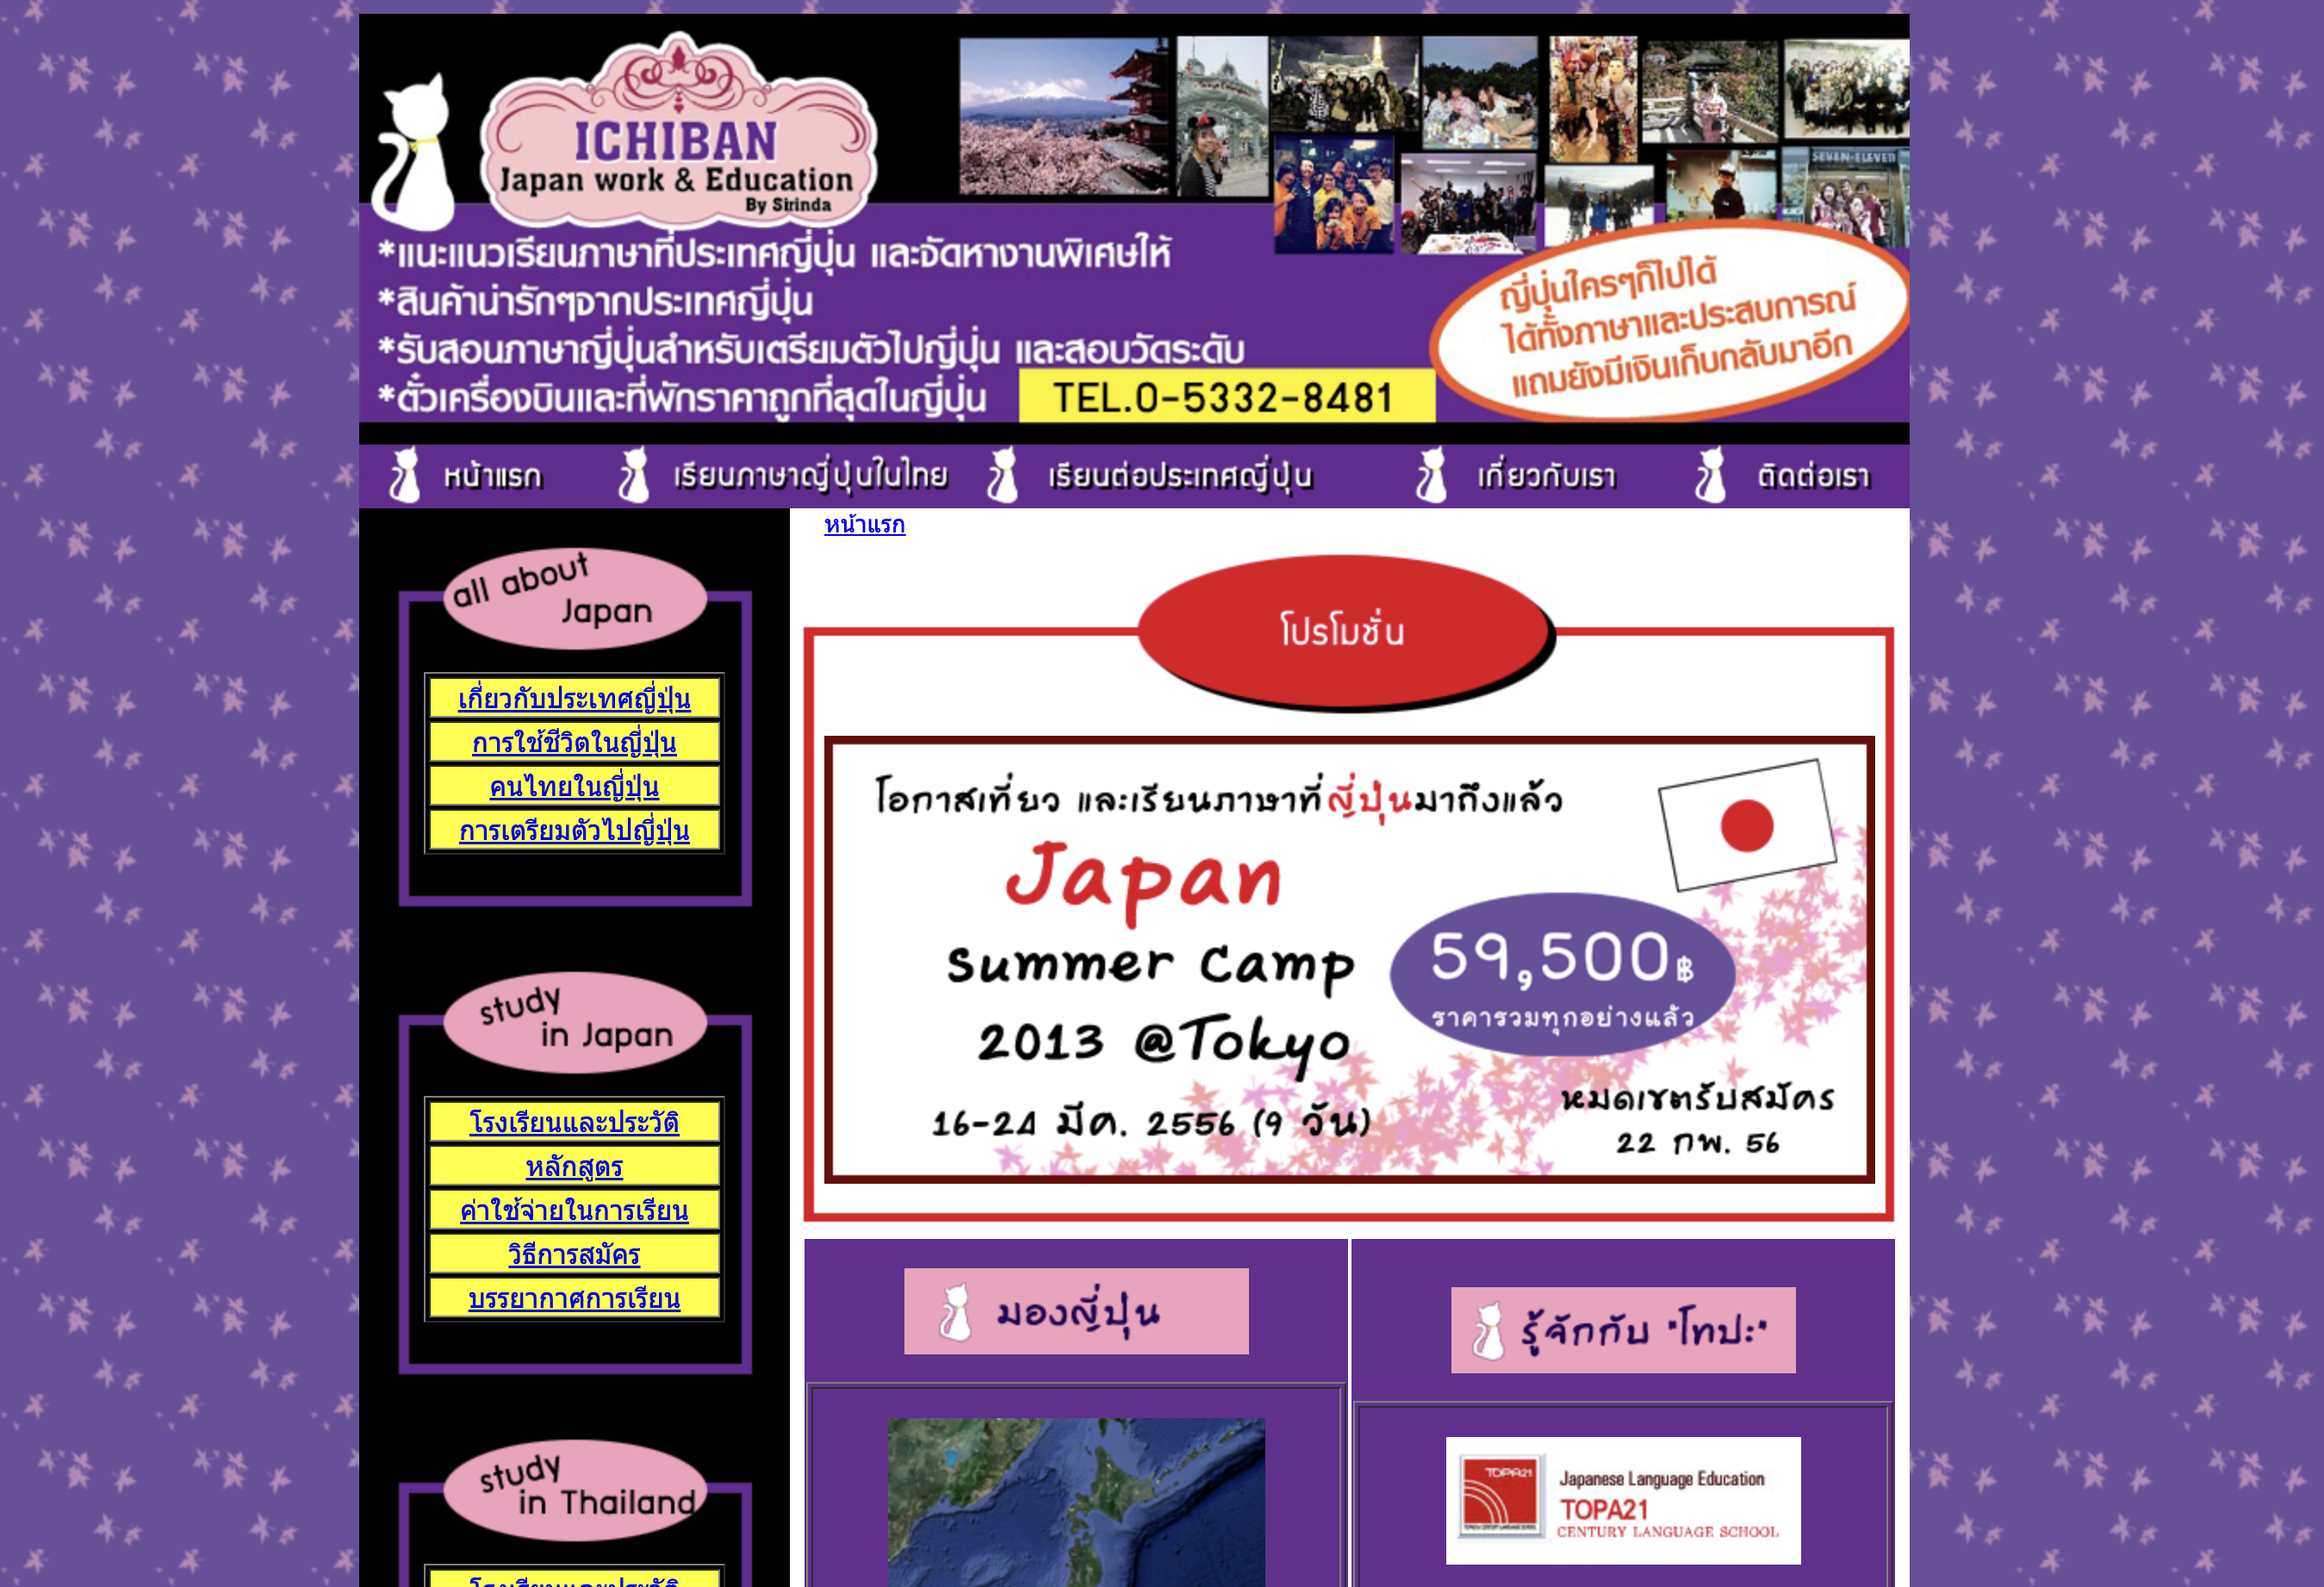 ICHIBAN
Japan work & Education
By Sirinda
SEVEN ELEVEN
*แนะแนวเรียนภาษาที่ประเทศญี่ปุ่น และจัดหางานพิเศษให้
*สินค้าน่ารักๆจากประเทศญี่ปุ่น
*รับสอนภาษาญี่ปุ่นสำหรับเตรียมตัวไปญี่ปุ่น และสอบวัดระดับ
*ตั๋วเครื่องบินและที่พักราคาถูกที่สุดในญี่ปุ่น
TEL.0-5332-8481
ญี่ปุ่นใครๆก็ไปได้
ได้ทั้งภาษาและประสบการณ์
แถมยังมีเงินเก็บกลับมาอีก
หน้าแรก เรียนภาษาญี่ปุ่นในไทย เรียนต่อประเทศญี่ปุ่น เกี่ยวกับเรา ติดต่อเรา
all about
Japan
เกี่ยวกับประเทศญี่ปุ่น
การใช้ชีวิตในญี่ปุ่น
คนไทยในญี่ปุ่น
การเตรียมตัวไปญี่ปุ่น
study
in Japan
โรงเรียนและประวัติ
หลักสูตร
ค่าใช้จ่ายในการเรียน
วิธีการสมัคร
บรรยากาศการเรียน
study
in Thailand
หน้าแรก
โปรโมชั่น
โอกาสเที่ยว และเรียนภาษาที่ญี่ปุ่นมาถึงแล้ว
Japan
Summer Camp
2013 @Tokyo
16-24 มีค. 2556 (9 วัน)
59,500฿
ราคารวมทุกอย่างแล้ว
หมดเขตรับสมัคร
22 กพ. 56
มองญี่ปุ่น
รู้จักกับ "โทปะ"
TOPA21
Japanese Language Education
TOPA21
CENTURY LANGUAGE SCHOOL